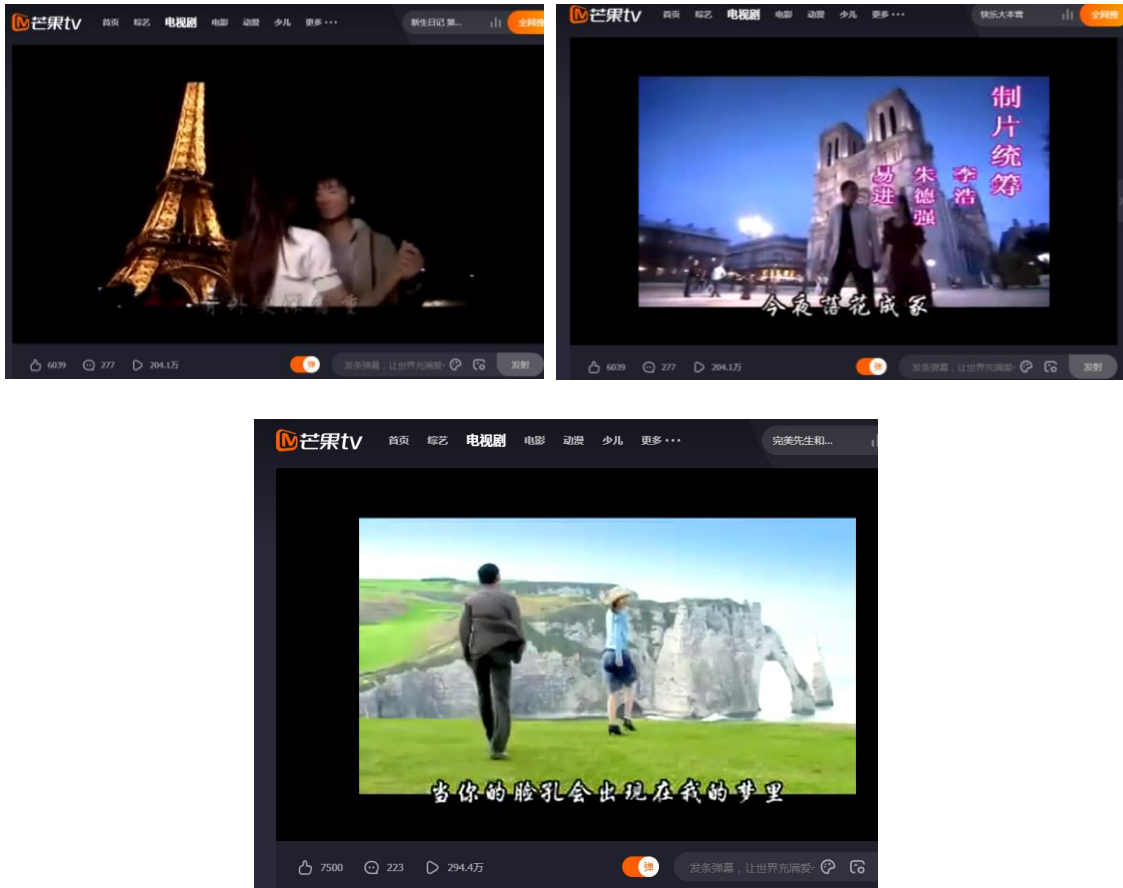 芒果tv 首页 综艺 电视剧 电影 动漫 少儿 更多··· 新生日记 第... 全网搜
6039 277 204.1万 弹 发条弹幕，让世界充满爱~ 发射
芒果tv 首页 综艺 电视剧 电影 动漫 少儿 更多··· 快乐大本营 全网搜
制片统筹
李浩
朱德强
易进
今夜落花成冢
6039 277 204.1万 弹 发条弹幕，让世界充满爱~ 发射
芒果tv 首页 综艺 电视剧 电影 动漫 少儿 更多··· 完美先生和...
当你的脸孔会出现在我的梦里
7500 223 294.4万 弹 发条弹幕，让世界充满爱~